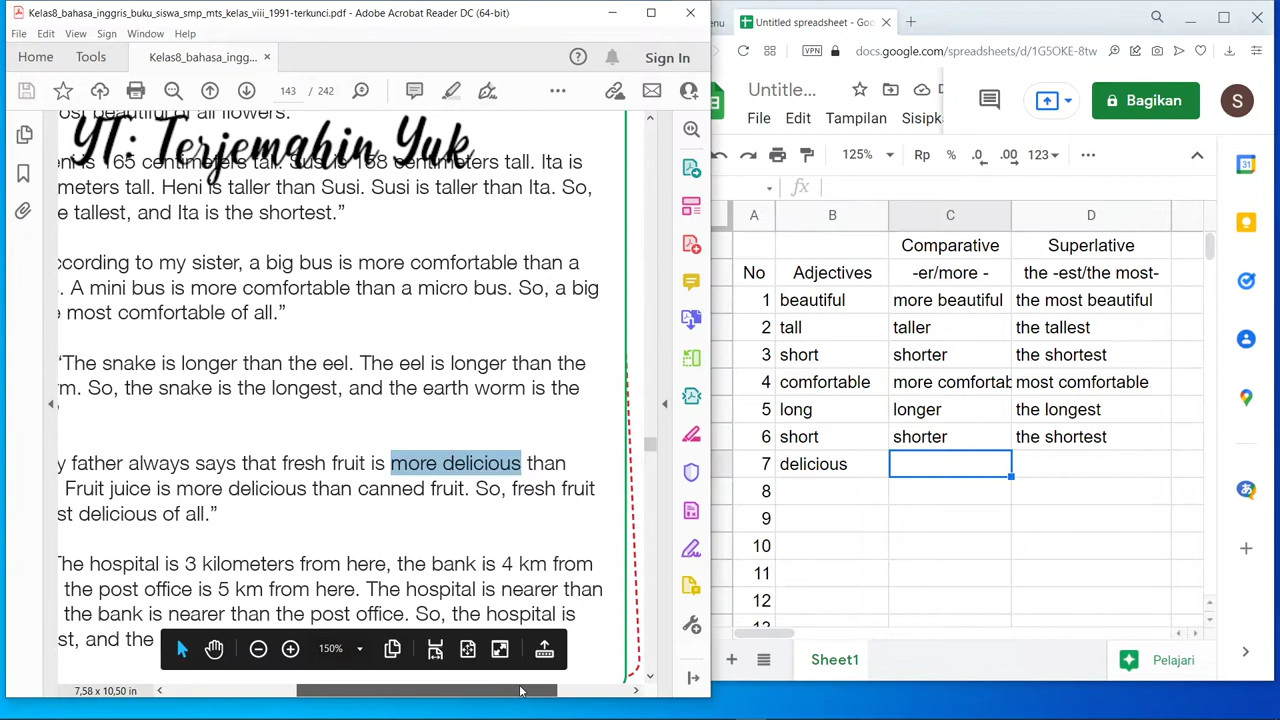 Kelas8_bahasa_inggris_buku_siswa_smp_mts_kelas_viii_1991-terkunci.pdf - Adobe Acrobat Reader DC (64-bit)
File Edit View Sign Window Help
Home Tools Kelas8_bahasa_ingg... × Sign In
143 / 242
ost beautiful of all flowers.
YT: Terjemahin Yuk
eni is 165 centimeters tall. Susi is 158 centimeters tall. Ita is
meters tall. Heni is taller than Susi. Susi is taller than Ita. So,
e tallest, and Ita is the shortest.”
ccording to my sister, a big bus is more comfortable than a
. A mini bus is more comfortable than a micro bus. So, a big
e most comfortable of all.”
“The snake is longer than the eel. The eel is longer than the
rm. So, the snake is the longest, and the earth worm is the
y father always says that fresh fruit is more delicious than
Fruit juice is more delicious than canned fruit. So, fresh fruit
st delicious of all.”
The hospital is 3 kilometers from here, the bank is 4 km from
the post office is 5 km from here. The hospital is nearer than
the bank is nearer than the post office. So, the hospital is
st, and the
150%
7,58 x 10,50 in
enu Untitled spreadsheet - Goo ×
VPN docs.google.com/spreadsheets/d/1G5OKE-8tw
Untitle... Bagikan S
File Edit Tampilan Sisipk
125% Rp % .0 .00 123
fx
A B C D
Comparative Superlative
No Adjectives -er/more - the -est/the most-
1 beautiful more beautiful the most beautiful
2 tall taller the tallest
3 short shorter the shortest
4 comfortable more comfortab most comfortable
5 long longer the longest
6 short shorter the shortest
7 delicious
8
9
10
11
12
13
Sheet1 Pelajari
31